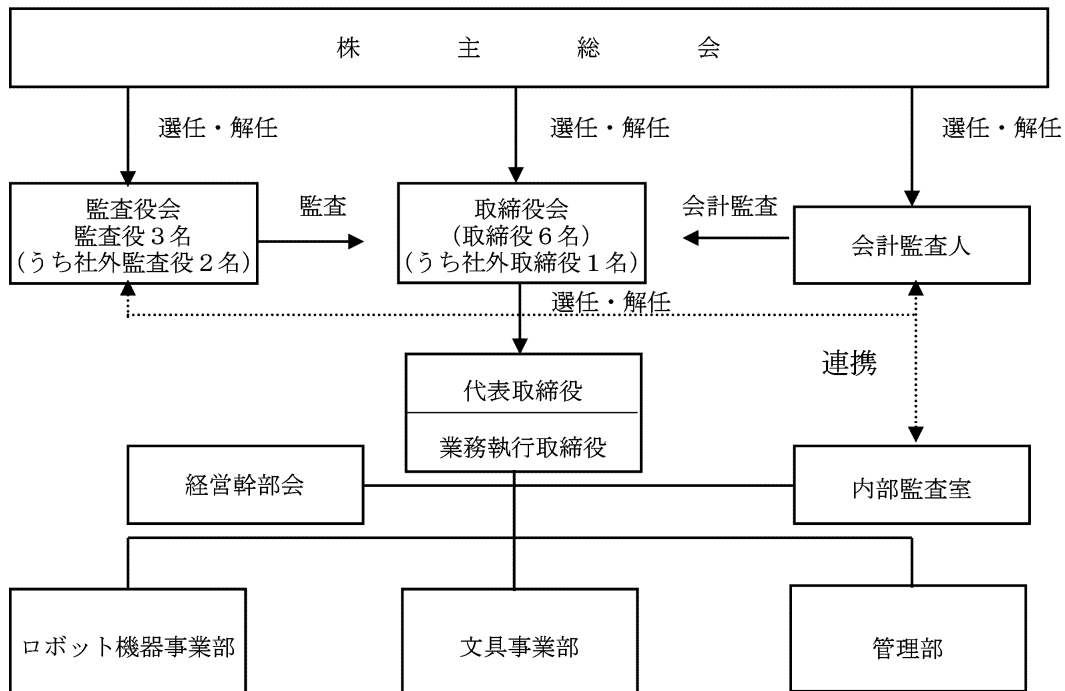 株主総会
選任・解任
選任・解任
選任・解任
監査役会
監査役３名
(うち社外監査役２名)
監査
取締役会
(取締役６名)
(うち社外取締役１名)
会計監査
会計監査人
選任・解任
連携
代表取締役
業務執行取締役
経営幹部会
内部監査室
ロボット機器事業部
文具事業部
管理部